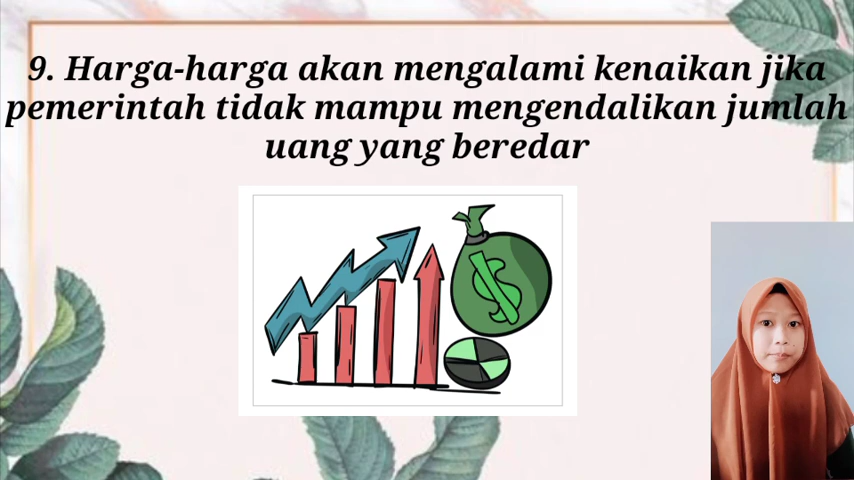 9. Harga-harga akan mengalami kenaikan jika
pemerintah tidak mampu mengendalikan jumlah
uang yang beredar